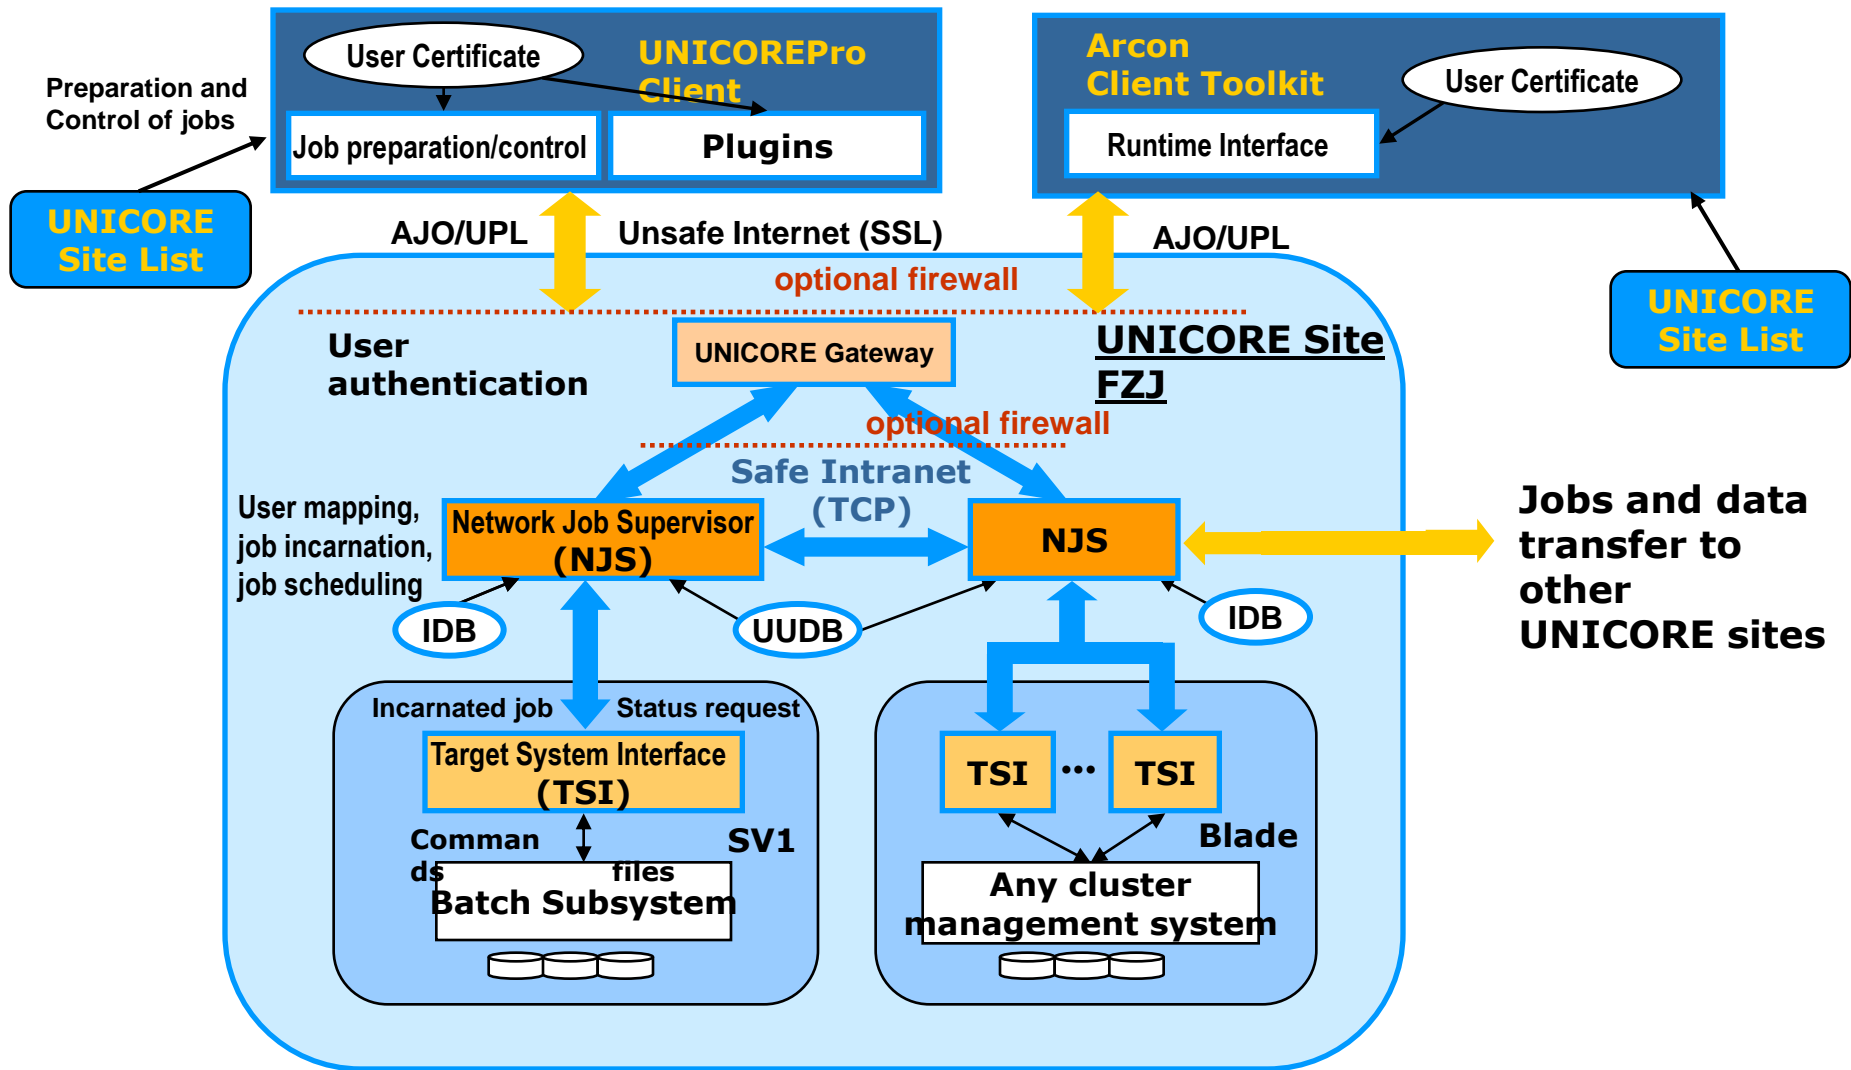 User Certificate
UNICOREPro
Client
Preparation and
Control of jobs
Job preparation/control
Plugins
Arcon
Client Toolkit
User Certificate
Runtime Interface
UNICORE
Site List
AJO/UPL
Unsafe Internet (SSL)
AJO/UPL
optional firewall
UNICORE
Site List
User
authentication
UNICORE Gateway
UNICORE Site
FZJ
optional firewall
Safe Intranet
(TCP)
User mapping,
job incarnation,
job scheduling
Network Job Supervisor
(NJS)
NJS
Jobs and data
transfer to
other
UNICORE sites
IDB
UUDB
IDB
Incarnated job
Status request
Target System Interface
(TSI)
TSI
...
TSI
Comman
ds
files
SV1
Batch Subsystem
Blade
Any cluster
management system